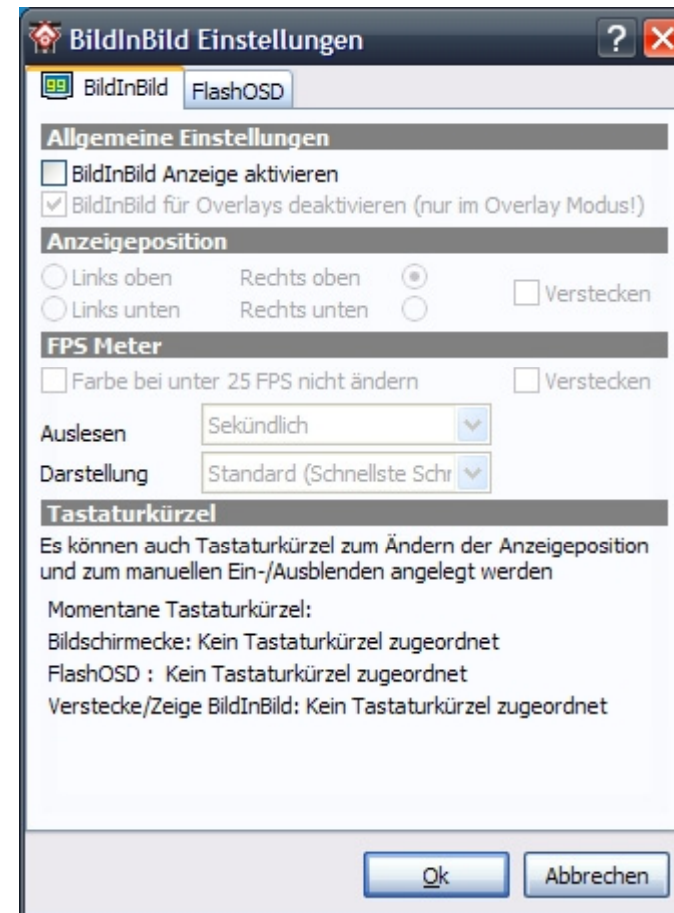 BildInBild Einstellungen
BildInBild FlashOSD
Allgemeine Einstellungen
BildInBild Anzeige aktivieren
BildInBild für Overlays deaktivieren (nur im Overlay Modus!)
Anzeigeposition
Links oben Rechts oben
Verstecken
Links unten Rechts unten
FPS Meter
Farbe bei unter 25 FPS nicht ändern Verstecken
Auslesen Sekündlich
Darstellung Standard (Schnellste Schr
Tastaturkürzel
Es können auch Tastaturkürzel zum Ändern der Anzeigeposition
und zum manuellen Ein-/Ausblenden angelegt werden
Momentane Tastaturkürzel:
Bildschirmecke: Kein Tastaturkürzel zugeordnet
FlashOSD : Kein Tastaturkürzel zugeordnet
Verstecke/Zeige BildInBild: Kein Tastaturkürzel zugeordnet
Ok Abbrechen